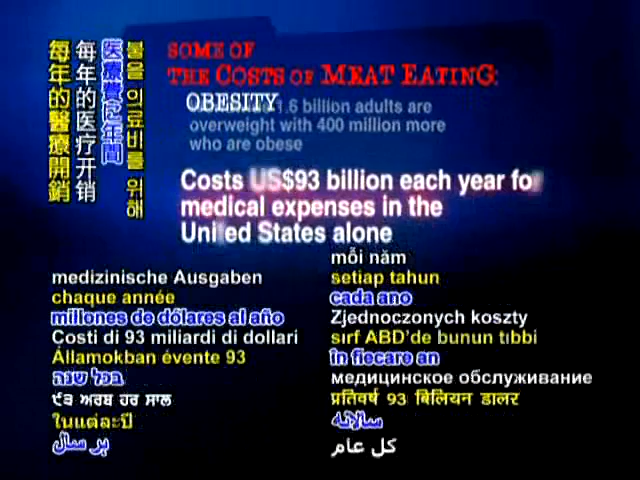 每年的醫療開銷
每年的医疗开销
医療費に年間
불을 의료비를 위해
SOME OF
THE COSTS OF MEAT EATING:
OBESITY 1.6 billion adults are
overweight with 400 million more
who are obese
Costs US$93 billion each year for
medical expenses in the
United States alone
medizinische Ausgaben
chaque année
millones de dólares al año
Costi di 93 miliardi di dollari
Államokban évente 93
בכל שנה
੯੩ ਅਰਬ ਹਰ ਸਾਲ
ในแต่ละปี
هر سال
mỗi năm
setiap tahun
cada ano
Zjednoczonych koszty
sırf ABD'de bunun tıbbi
în fiecare an
медицинское обслуживание
प्रतिवर्ष 93 बिलियन डालर
سالانه
كل عام